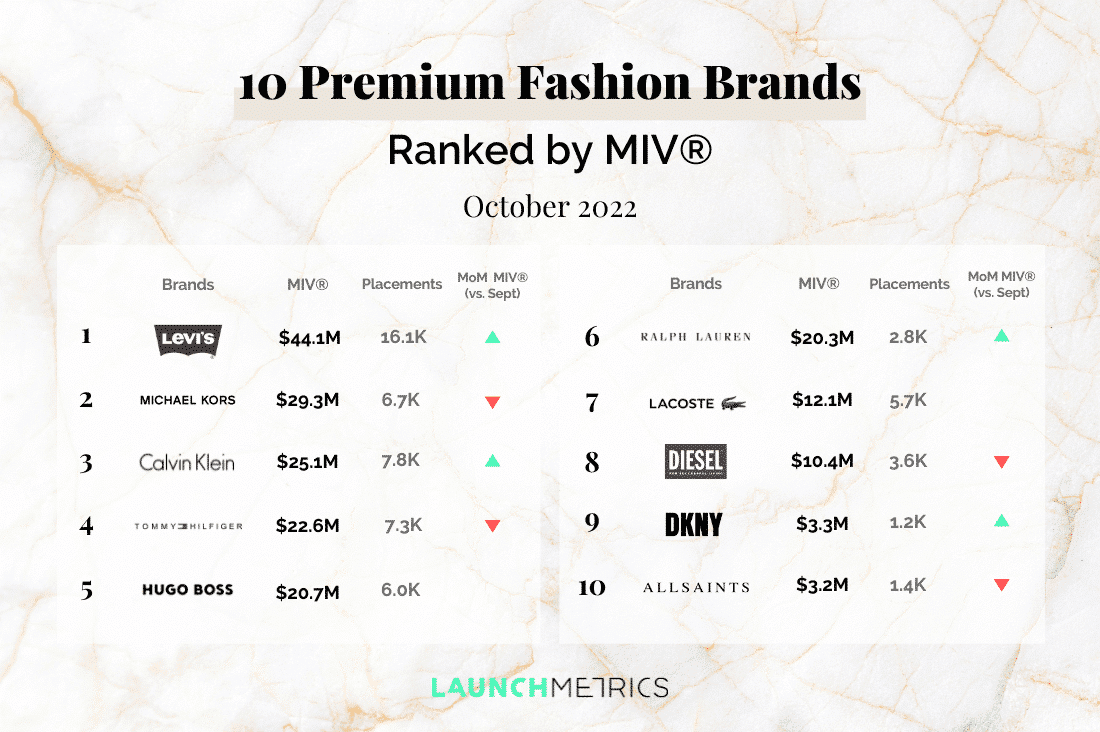 10 Premium Fashion Brands
Ranked by MIV®
October 2022
Brands MIV® Placements MoM MIV® (vs. Sept)
1 LEVI'S $44.1M 16.1K
2 MICHAEL KORS $29.3M 6.7K
3 Calvin Klein $25.1M 7.8K
4 TOMMY HILFIGER $22.6M 7.3K
5 HUGO BOSS $20.7M 6.0K
Brands MIV® Placements MoM MIV® (vs. Sept)
6 RALPH LAUREN $20.3M 2.8K
7 LACOSTE $12.1M 5.7K
8 DIESEL $10.4M 3.6K
9 DKNY $3.3M 1.2K
10 ALLSAINTS $3.2M 1.4K
LAUNCHMETRICS